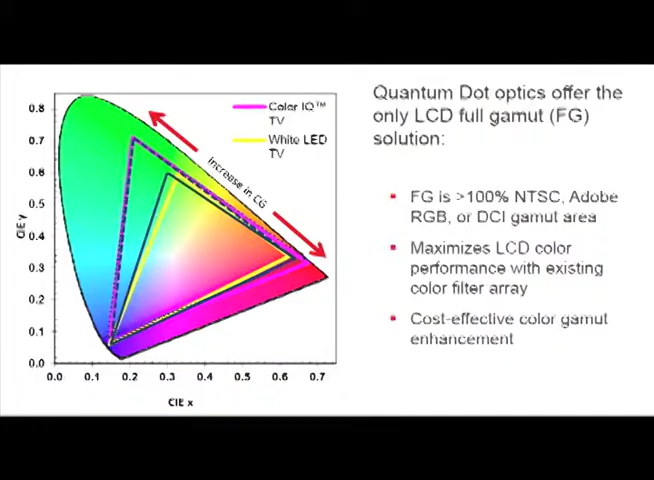 Color IQ™
TV
White LED
TV
Increase in CG
CIE y
0.8
0.7
0.6
0.5
0.4
0.3
0.2
0.1
0.0
0.0 0.1 0.2 0.3 0.4 0.5 0.6 0.7
CIE x
Quantum Dot optics offer the
only LCD full gamut (FG)
solution:
FG is >100% NTSC, Adobe
RGB, or DCI gamut area
Maximizes LCD color
performance with existing
color filter array
Cost-effective color gamut
enhancement